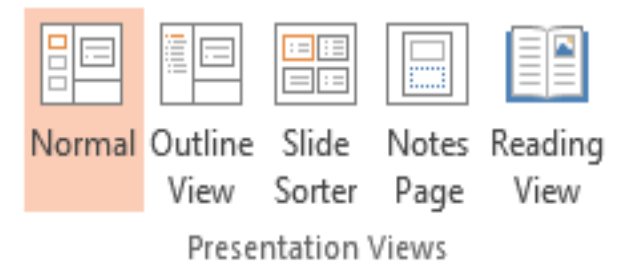 Normal Outline Slide Notes Reading
View Sorter Page View
Presentation Views